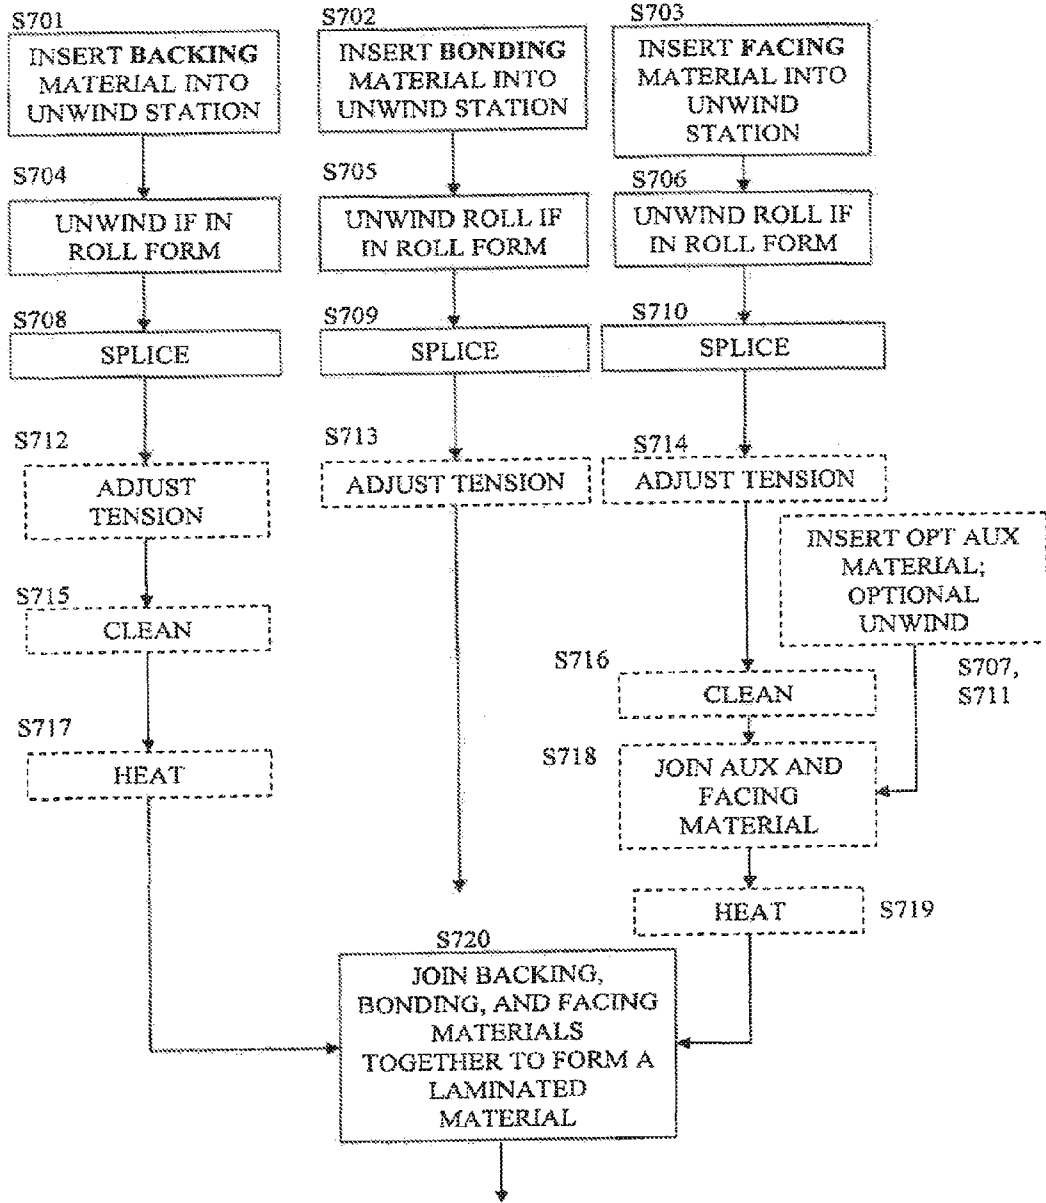 S701
INSERT BACKING
MATERIAL INTO
UNWIND STATION
S702
INSERT BONDING
MATERIAL INTO
UNWIND STATION
S703
INSERT FACING
MATERIAL INTO
UNWIND
STATION
S704
UNWIND IF IN
ROLL FORM
S705
UNWIND ROLL IF
IN ROLL FORM
S706
UNWIND ROLL IF
IN ROLL FORM
S708
SPLICE
S709
SPLICE
S710
SPLICE
S712
ADJUST
TENSION
S713
ADJUST TENSION
S714
ADJUST TENSION
INSERT OPT AUX
MATERIAL;
OPTIONAL
UNWIND
S707,
S711
S715
CLEAN
S716
CLEAN
S717
HEAT
S718
JOIN AUX AND
FACING
MATERIAL
HEAT
S719
S720
JOIN BACKING,
BONDING, AND FACING
MATERIALS
TOGETHER TO FORM A
LAMINATED
MATERIAL